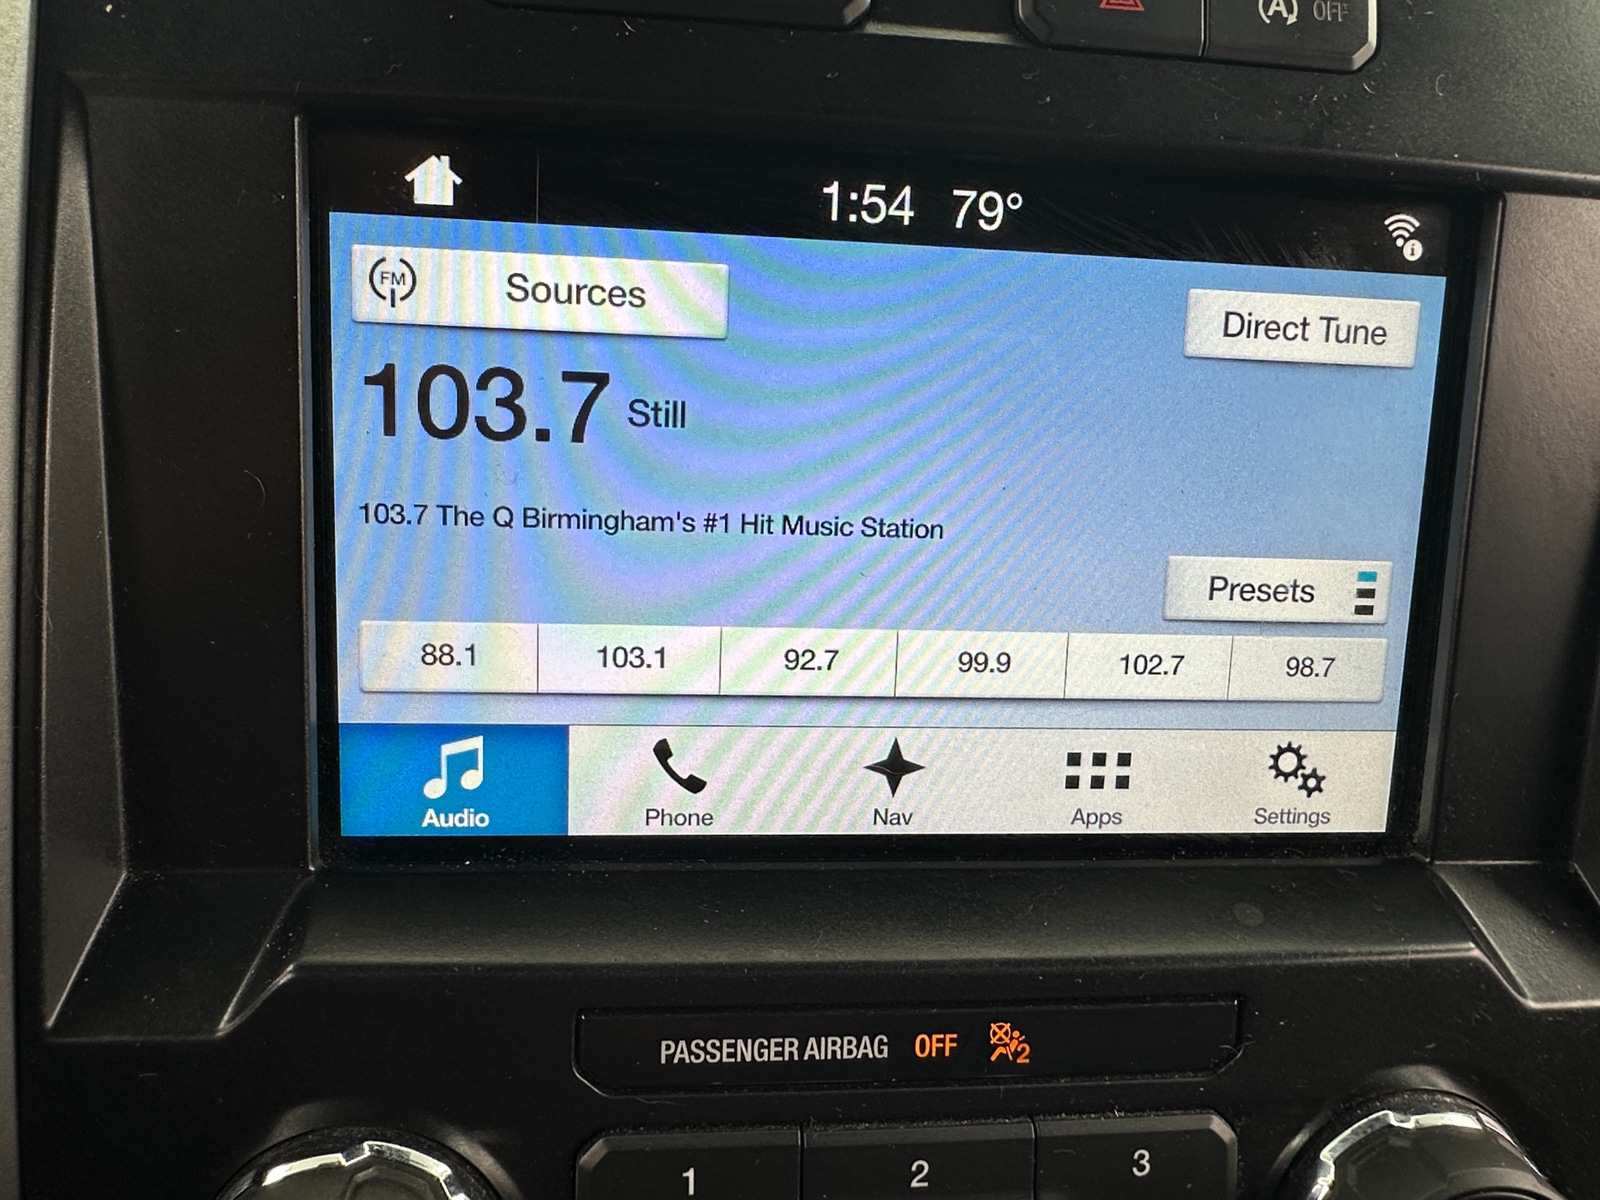 (A) OFF
1:54 79°
FM Sources
Direct Tune
103.7 Still
103.7 The Q Birmingham's #1 Hit Music Station
Presets
88.1 103.1 92.7 99.9 102.7 98.7
Audio Phone Nav Apps Settings
PASSENGER AIRBAG OFF 2
1 2 3